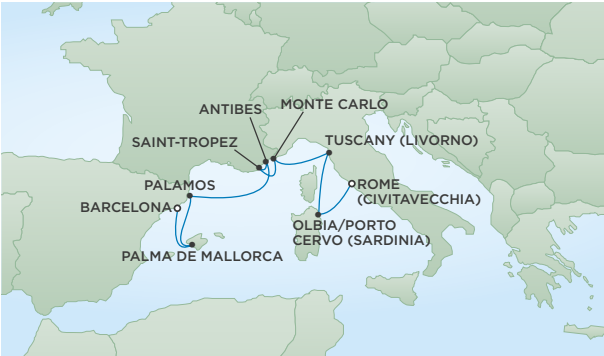 ANTIBES
MONTE CARLO
SAINT-TROPEZ
TUSCANY (LIVORNO)
PALAMOS
ROME
(CIVITAVECCHIA)
BARCELONA
OLBIA/PORTO
CERVO (SARDINIA)
PALMA DE MALLORCA